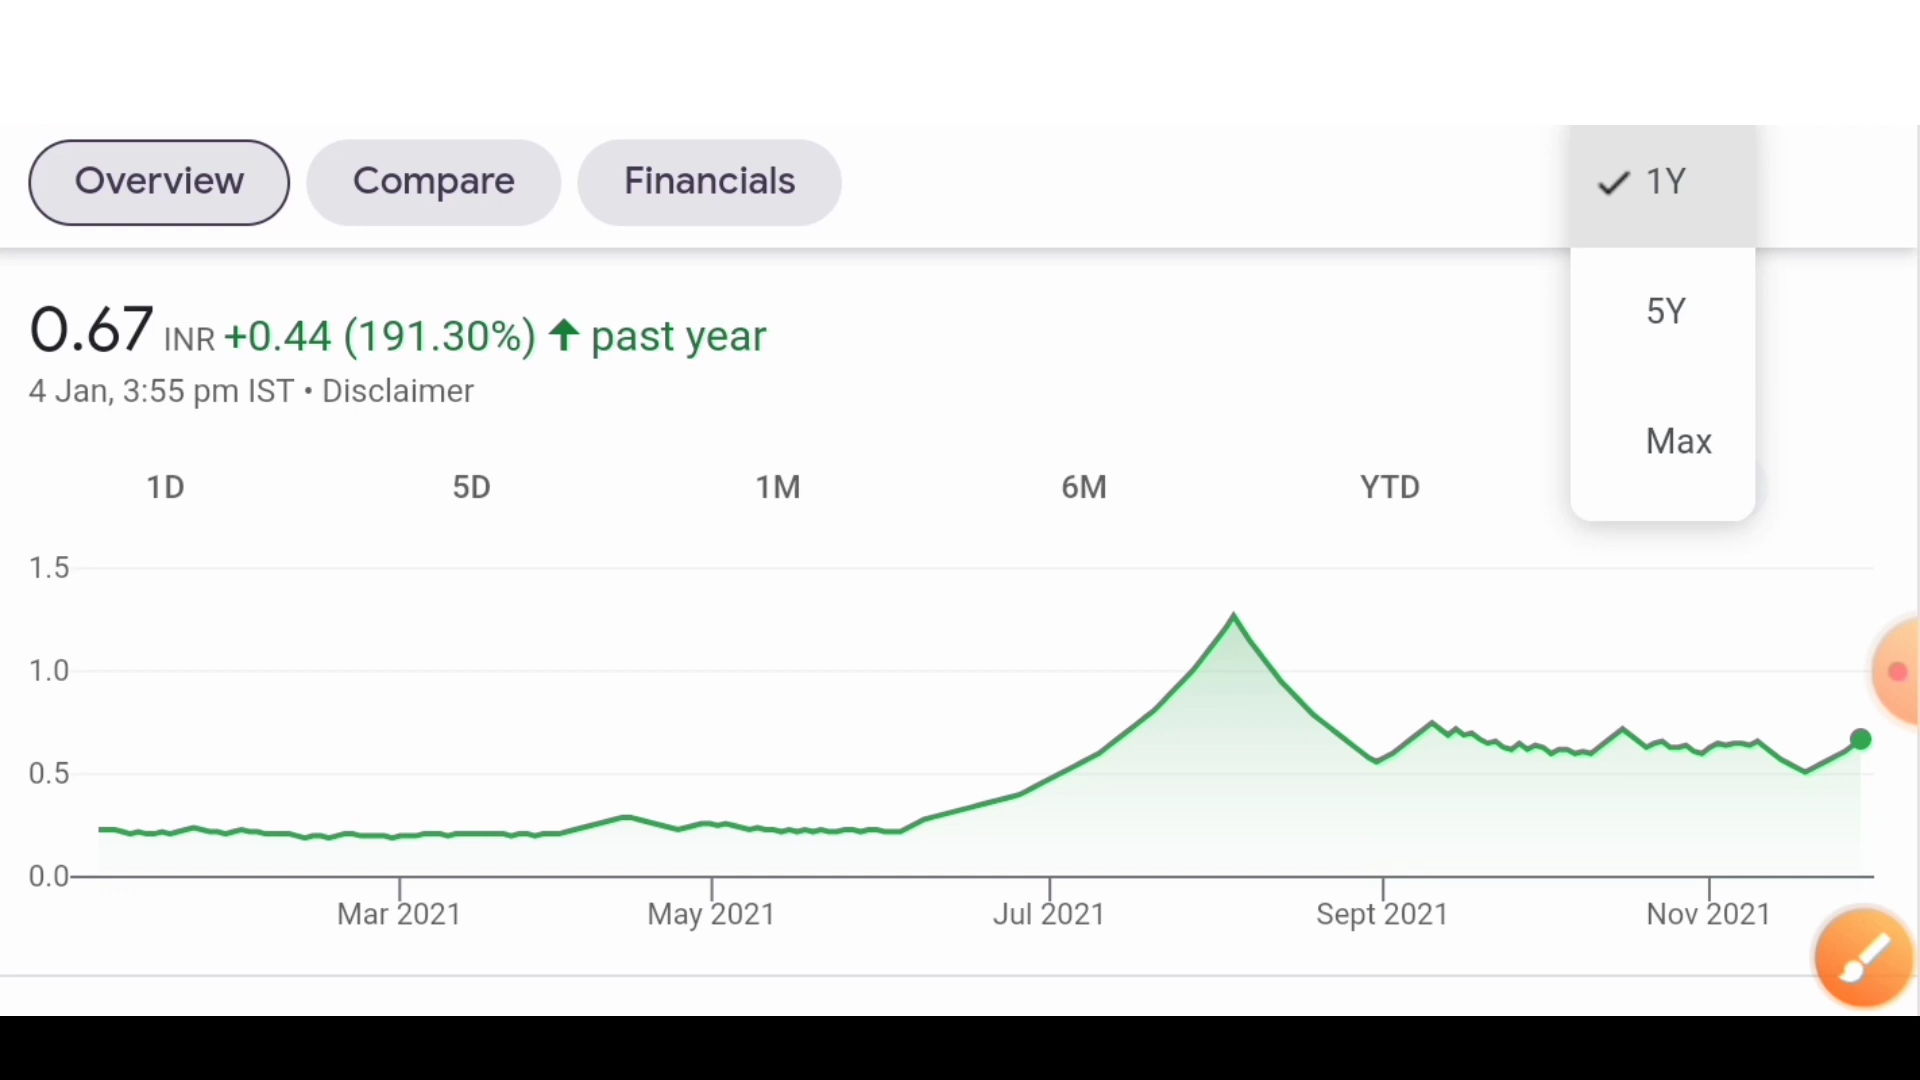 Overview Compare Financials
1Y
5Y
Max
0.67 INR +0.44 (191.30%) ↑ past year
4 Jan, 3:55 pm IST • Disclaimer
1D 5D 1M 6M YTD
1.5
1.0
0.5
0.0
Mar 2021 May 2021 Jul 2021 Sept 2021 Nov 2021